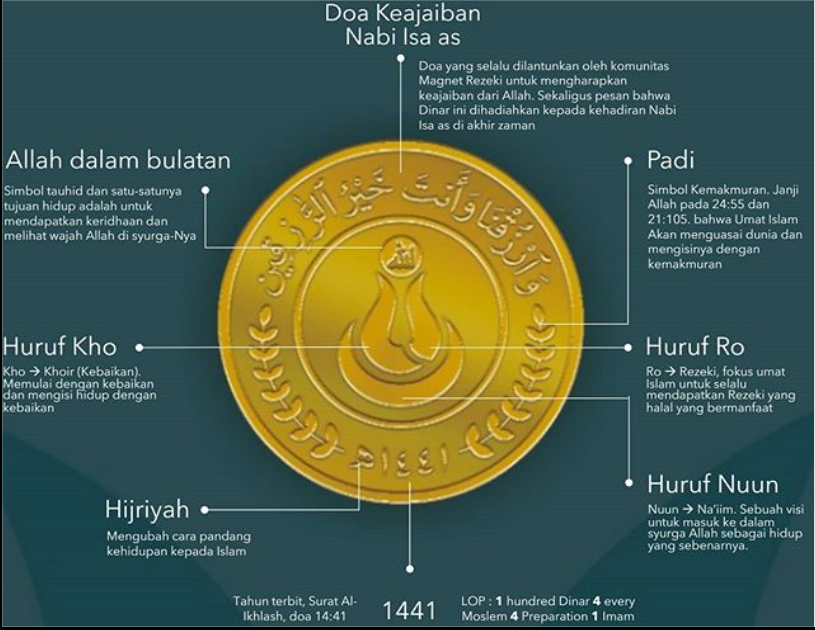 Doa Keajaiban
Nabi Isa as
Doa yang selalu dilantunkan oleh komunitas
Magnet Rezeki untuk mengharapkan
keajaiban dari Allah. Sekaligus pesan bahwa
Dinar ini dihadiahkan kepada kehadiran Nabi
Isa as di akhir zaman
Allah dalam bulatan
Simbol tauhid dan satu-satunya
tujuan hidup adalah untuk
mendapatkan keridhaan dan
melihat wajah Allah di syurga-Nya
Padi
Simbol Kemakmuran. Janji
Allah pada 24:55 dan
21:105. bahwa Umat Islam
Akan menguasai dunia dan
mengisinya dengan
kemakmuran
وَٱرْزُقْنَا وَأَنتَ خَيْرُ ٱلرَّٰزِقِينَ
الله
Huruf Kho
Kho → Khoir (Kebaikan).
Memulai dengan kebaikan
dan mengisi hidup dengan
kebaikan
Huruf Ro
Ro → Rezeki, fokus umat
Islam untuk selalu
mendapatkan Rezeki yang
halal yang bermanfaat
١٤٤١هـ
Huruf Nuun
Nuun → Na'iim. Sebuah visi
untuk masuk ke dalam
syurga Allah sebagai hidup
yang sebenarnya.
Hijriyah
Mengubah cara pandang
kehidupan kepada Islam
Tahun terbit, Surat Al-
Ikhlash, doa 14:41
1441
LOP : 1 hundred Dinar 4 every
Moslem 4 Preparation 1 Imam